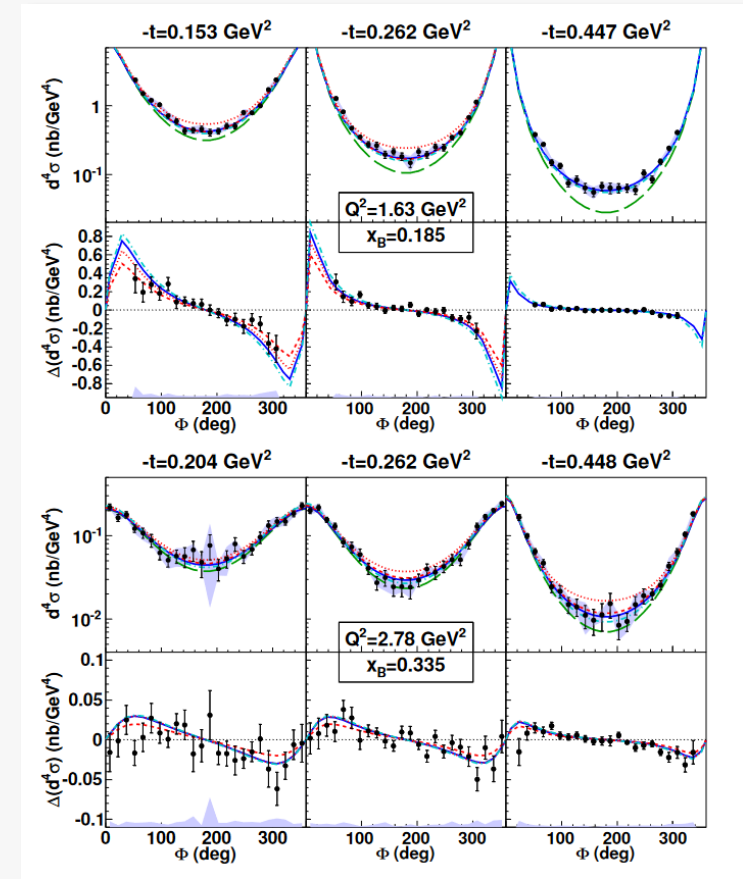 -t=0.153 GeV² -t=0.262 GeV² -t=0.447 GeV²
d⁴σ (nb/GeV⁴)
1
10⁻¹
Q²=1.63 GeV²
x_B=0.185
Δ(d⁴σ) (nb/GeV⁴)
0.8
0.6
0.4
0.2
0
-0.2
-0.4
-0.6
-0.8
0 100 200 300 100 200 300 100 200 300
Φ (deg) Φ (deg) Φ (deg)
-t=0.204 GeV² -t=0.262 GeV² -t=0.448 GeV²
d⁴σ (nb/GeV⁴)
10⁻¹
10⁻²
Q²=2.78 GeV²
x_B=0.335
Δ(d⁴σ) (nb/GeV⁴)
0.1
0.05
0
-0.05
-0.1
0 100 200 300 100 200 300 100 200 300
Φ (deg) Φ (deg) Φ (deg)